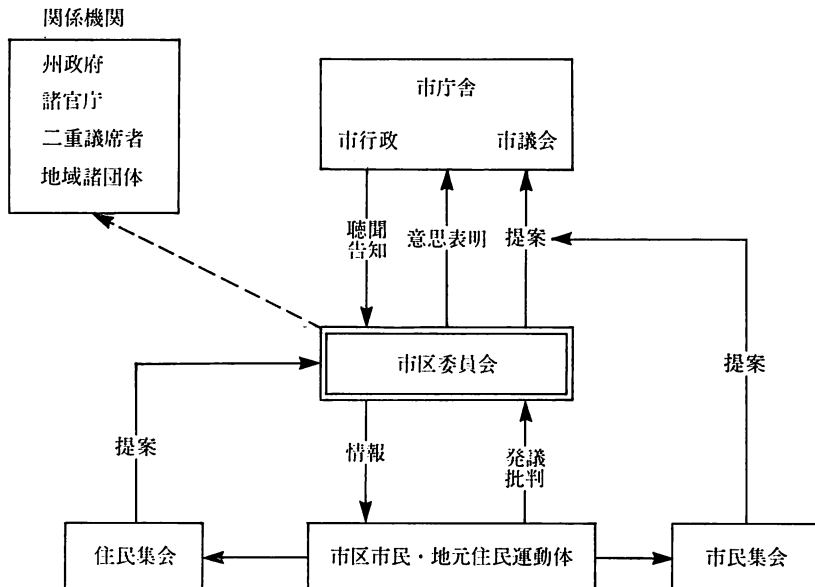 関係機関
州政府
諸官庁
二重議席者
地域諸団体
市庁舎
市行政
市議会
聴聞
告知
意思表明
提案
市区委員会
提案
提案
情報
発議
批判
住民集会
市区市民・地元住民運動体
市民集会